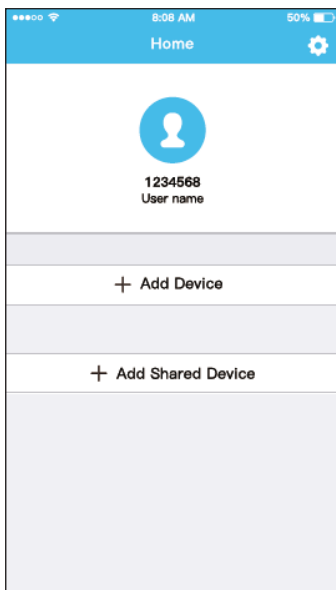 8:08 AM
50%
Home
1234568
User name
+ Add Device
+ Add Shared Device